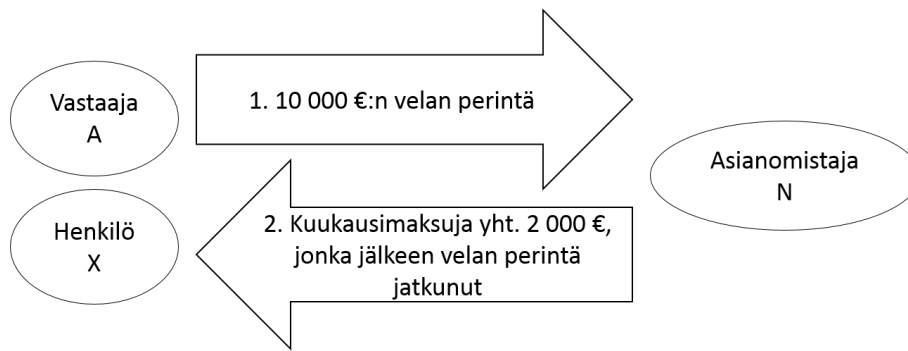 Vastaaja
A
1. 10 000 €:n velan perintä
Asianomistaja
N
Henkilö
X
2. Kuukausimaksuja yht. 2 000 €,
jonka jälkeen velan perintä
jatkunut